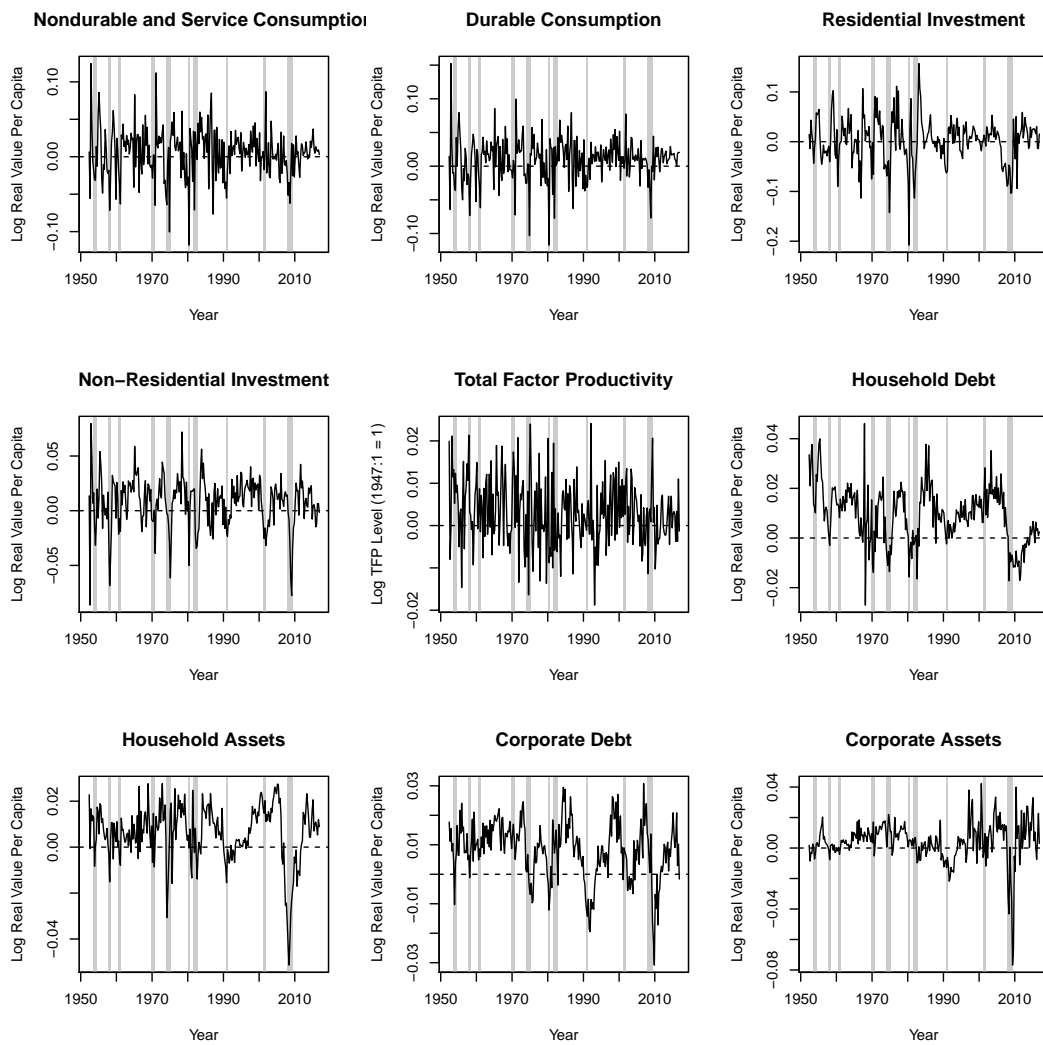 Nondurable and Service Consumption
Log Real Value Per Capita
0.10
0.00
−0.10
1950 1970 1990 2010
Year
Durable Consumption
Log Real Value Per Capita
0.10
0.00
−0.10
1950 1970 1990 2010
Year
Residential Investment
Log Real Value Per Capita
0.1
0.0
−0.1
−0.2
1950 1970 1990 2010
Year
Non−Residential Investment
Log Real Value Per Capita
0.05
0.00
−0.05
1950 1970 1990 2010
Year
Total Factor Productivity
Log TFP Level (1947:1 = 1)
0.02
0.01
0.00
−0.02
1950 1970 1990 2010
Year
Household Debt
Log Real Value Per Capita
0.04
0.02
0.00
−0.02
1950 1970 1990 2010
Year
Household Assets
Log Real Value Per Capita
0.02
0.00
−0.04
1950 1970 1990 2010
Year
Corporate Debt
Log Real Value Per Capita
0.03
0.01
−0.01
−0.03
1950 1970 1990 2010
Year
Corporate Assets
Log Real Value Per Capita
0.04
0.00
−0.04
−0.08
1950 1970 1990 2010
Year